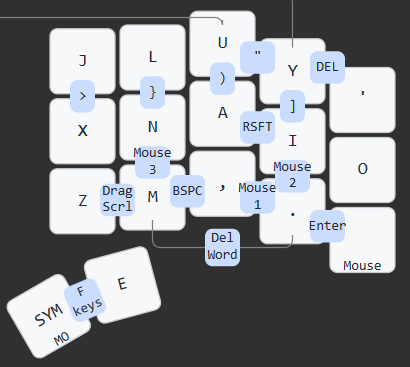 U
"
L
Y
DEL
J
)
}
>
'
]
A
N
RSFT
X
I
Mouse
3
Mouse
2
O
Z
Drag
Scrl
M
BSPC
,
Mouse
1
.
Enter
Del
Word
Mouse
E
F
keys
SYM
MO